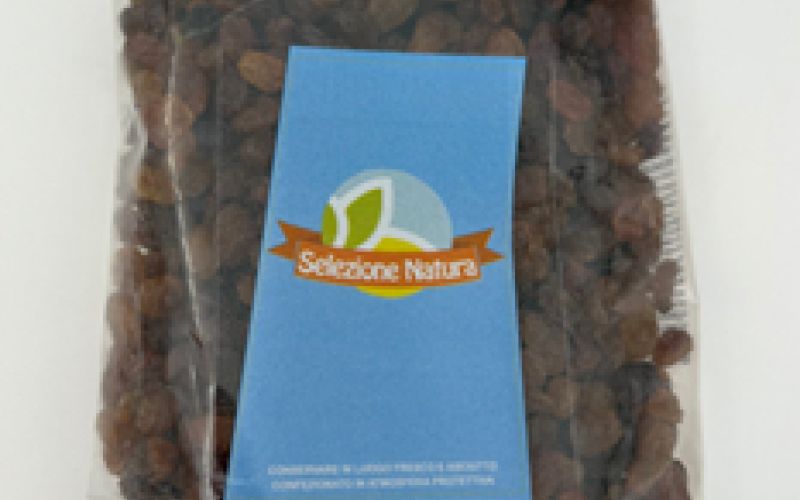 Selezione Natura
CONSERVARE IN LUOGO FRESCO E ASCIUTTO
CONFEZIONATO IN ATMOSFERA PROTETTIVA